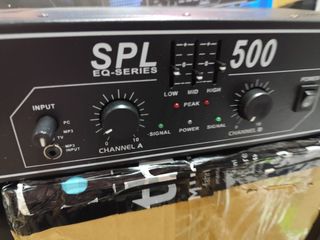 SPL
EQ-SERIES
500
LOW MID HIGH
POWER
PEAK
INPUT
PC
MP3
TV
MP3
INPUT
0 10
CHANNEL A
SIGNAL POWER SIGNAL
CHANNEL B